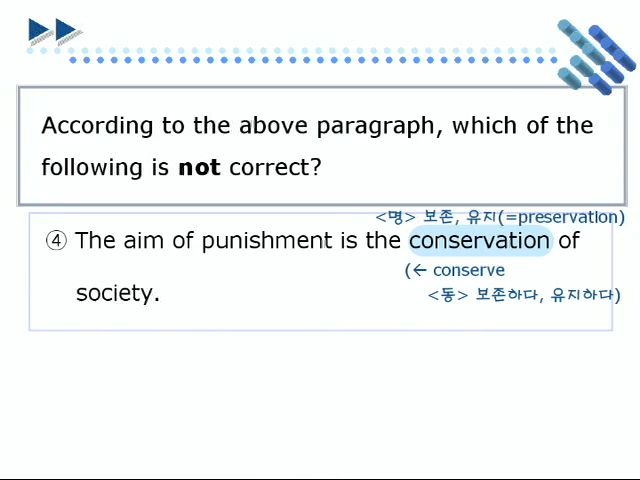 According to the above paragraph, which of the
following is not correct?
<명> 보존, 유지(=preservation)
④ The aim of punishment is the conservation of
(← conserve
society.
<동> 보존하다, 유지하다)